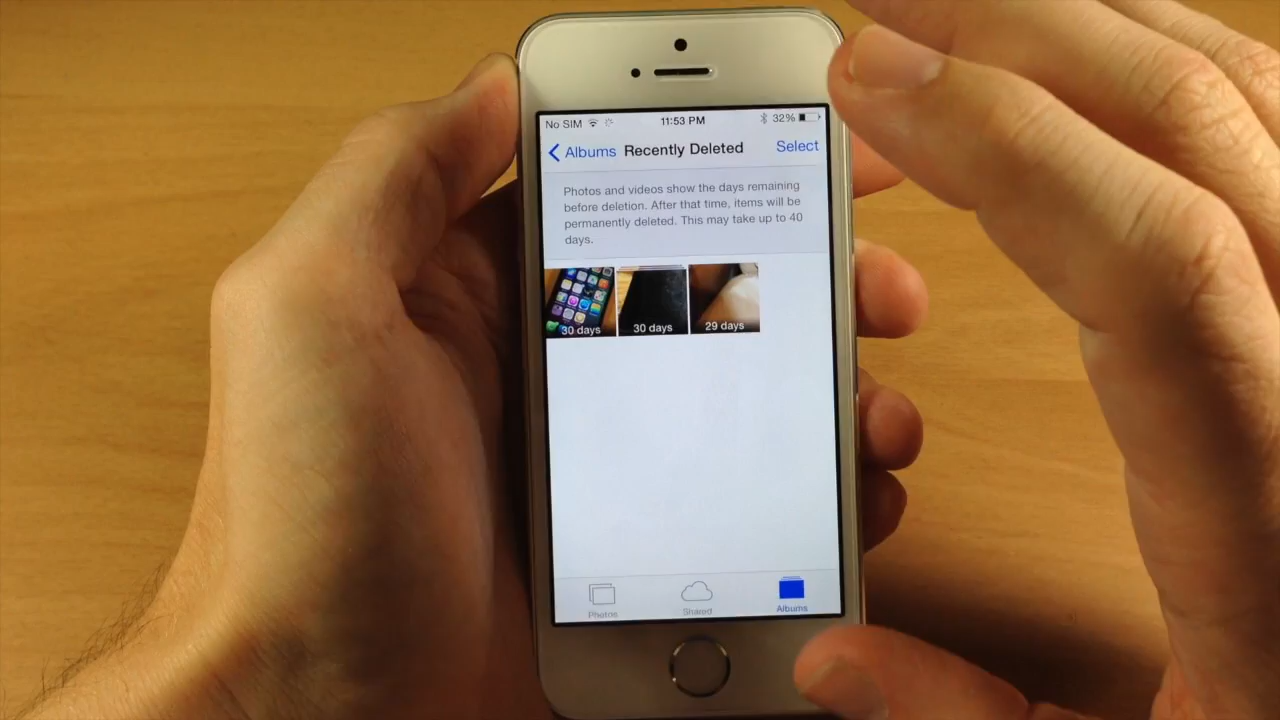 No SIM 11:53 PM 32%
Albums Recently Deleted Select
Photos and videos show the days remaining
before deletion. After that time, items will be
permanently deleted. This may take up to 40
days.
30 days 30 days 29 days
Photos Shared Albums